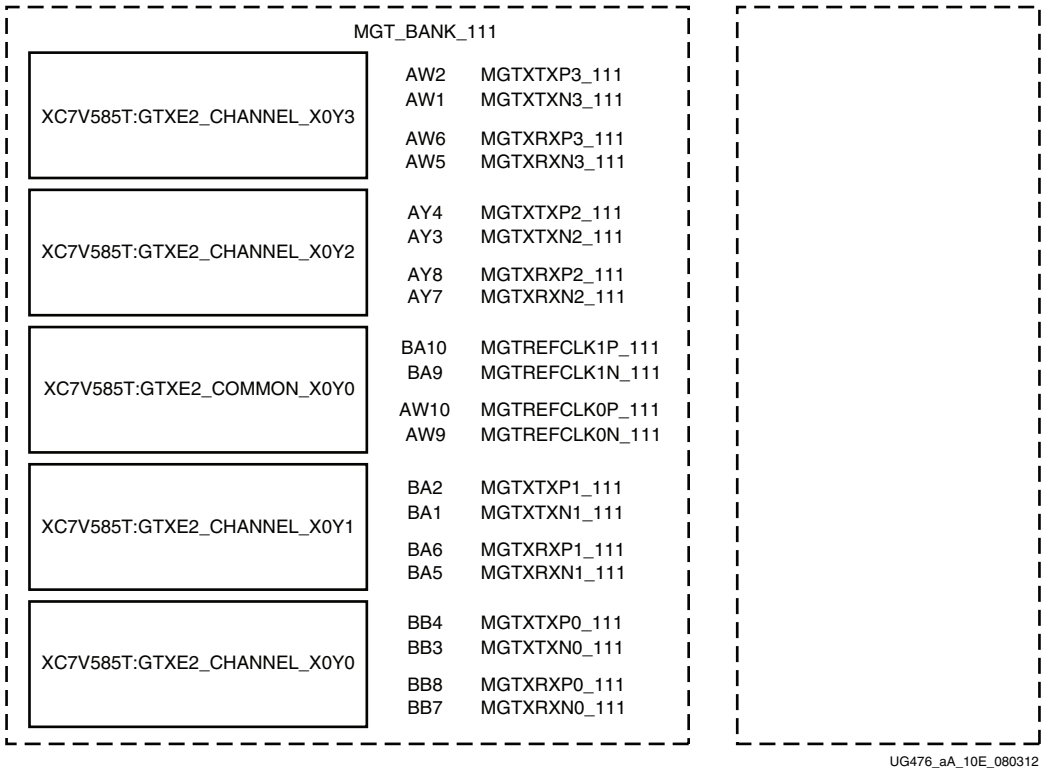 MGT_BANK_111
XC7V585T:GTXE2_CHANNEL_X0Y3
AW2 MGTXTXP3_111
AW1 MGTXTXN3_111
AW6 MGTXRXP3_111
AW5 MGTXRXN3_111
XC7V585T:GTXE2_CHANNEL_X0Y2
AY4 MGTXTXP2_111
AY3 MGTXTXN2_111
AY8 MGTXRXP2_111
AY7 MGTXRXN2_111
XC7V585T:GTXE2_COMMON_X0Y0
BA10 MGTREFCLK1P_111
BA9 MGTREFCLK1N_111
AW10 MGTREFCLK0P_111
AW9 MGTREFCLK0N_111
XC7V585T:GTXE2_CHANNEL_X0Y1
BA2 MGTXTXP1_111
BA1 MGTXTXN1_111
BA6 MGTXRXP1_111
BA5 MGTXRXN1_111
XC7V585T:GTXE2_CHANNEL_X0Y0
BB4 MGTXTXP0_111
BB3 MGTXTXN0_111
BB8 MGTXRXP0_111
BB7 MGTXRXN0_111
UG476_aA_10E_080312